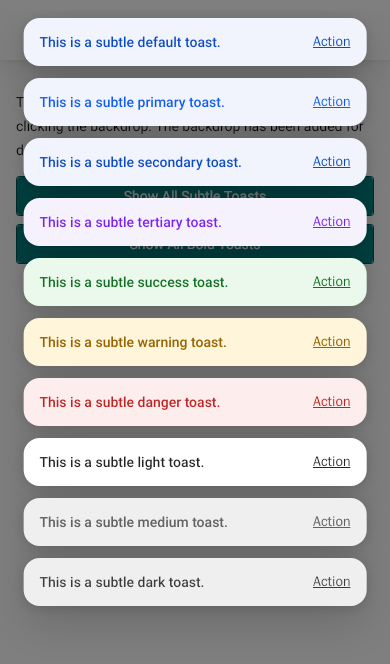 This is a subtle default toast. Action
This is a subtle primary toast. Action
clicking the backdrop. The backdrop has been added for
This is a subtle secondary toast. Action
Show All Subtle Toasts
This is a subtle tertiary toast. Action
Show All Bold Toasts
This is a subtle success toast. Action
This is a subtle warning toast. Action
This is a subtle danger toast. Action
This is a subtle light toast. Action
This is a subtle medium toast. Action
This is a subtle dark toast. Action